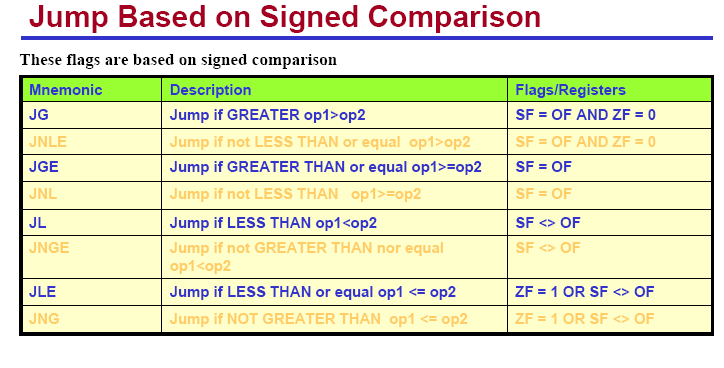 Jump Based on Signed Comparison
These flags are based on signed comparison
Mnemonic Description Flags/Registers
JG Jump if GREATER op1>op2 SF = OF AND ZF = 0
JNLE Jump if not LESS THAN or equal op1>op2 SF = OF AND ZF = 0
JGE Jump if GREATER THAN or equal op1>=op2 SF = OF
JNL Jump if not LESS THAN op1>=op2 SF = OF
JL Jump if LESS THAN op1<op2 SF <> OF
JNGE Jump if not GREATER THAN nor equal SF <> OF
op1<op2
JLE Jump if LESS THAN or equal op1 <= op2 ZF = 1 OR SF <> OF
JNG Jump if NOT GREATER THAN op1 <= op2 ZF = 1 OR SF <> OF